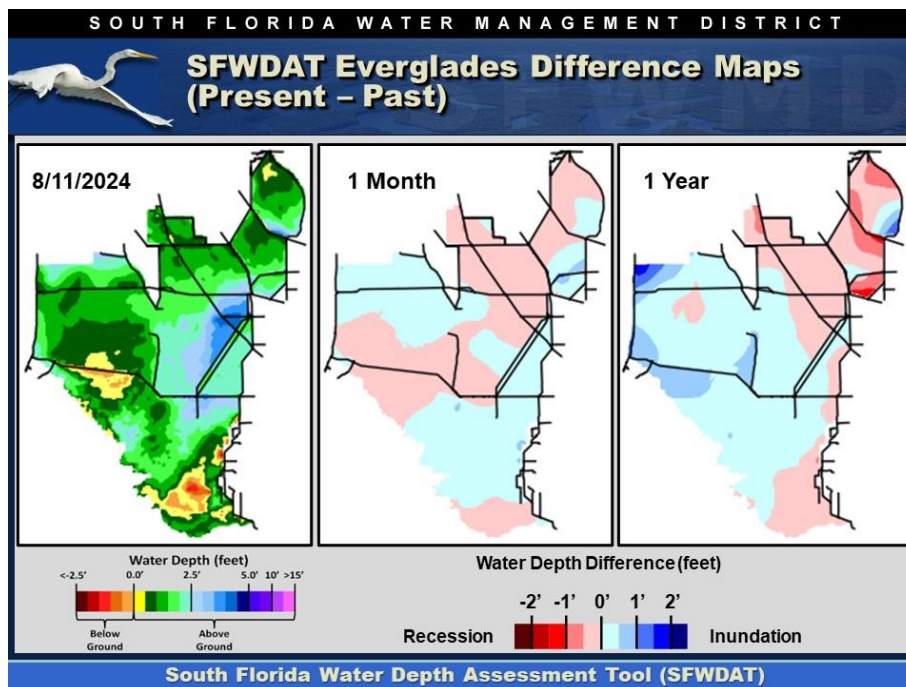 SOUTH FLORIDA WATER MANAGEMENT DISTRICT
SFWDAT Everglades Difference Maps
(Present – Past)
SFWMD
8/11/2024
1 Month
1 Year
Water Depth (feet)
<-2.5' 0.0' 2.5' 5.0' 10' >15'
Below
Ground
Above
Ground
Water Depth Difference (feet)
-2' -1' 0' 1' 2'
Recession
Inundation
South Florida Water Depth Assessment Tool (SFWDAT)